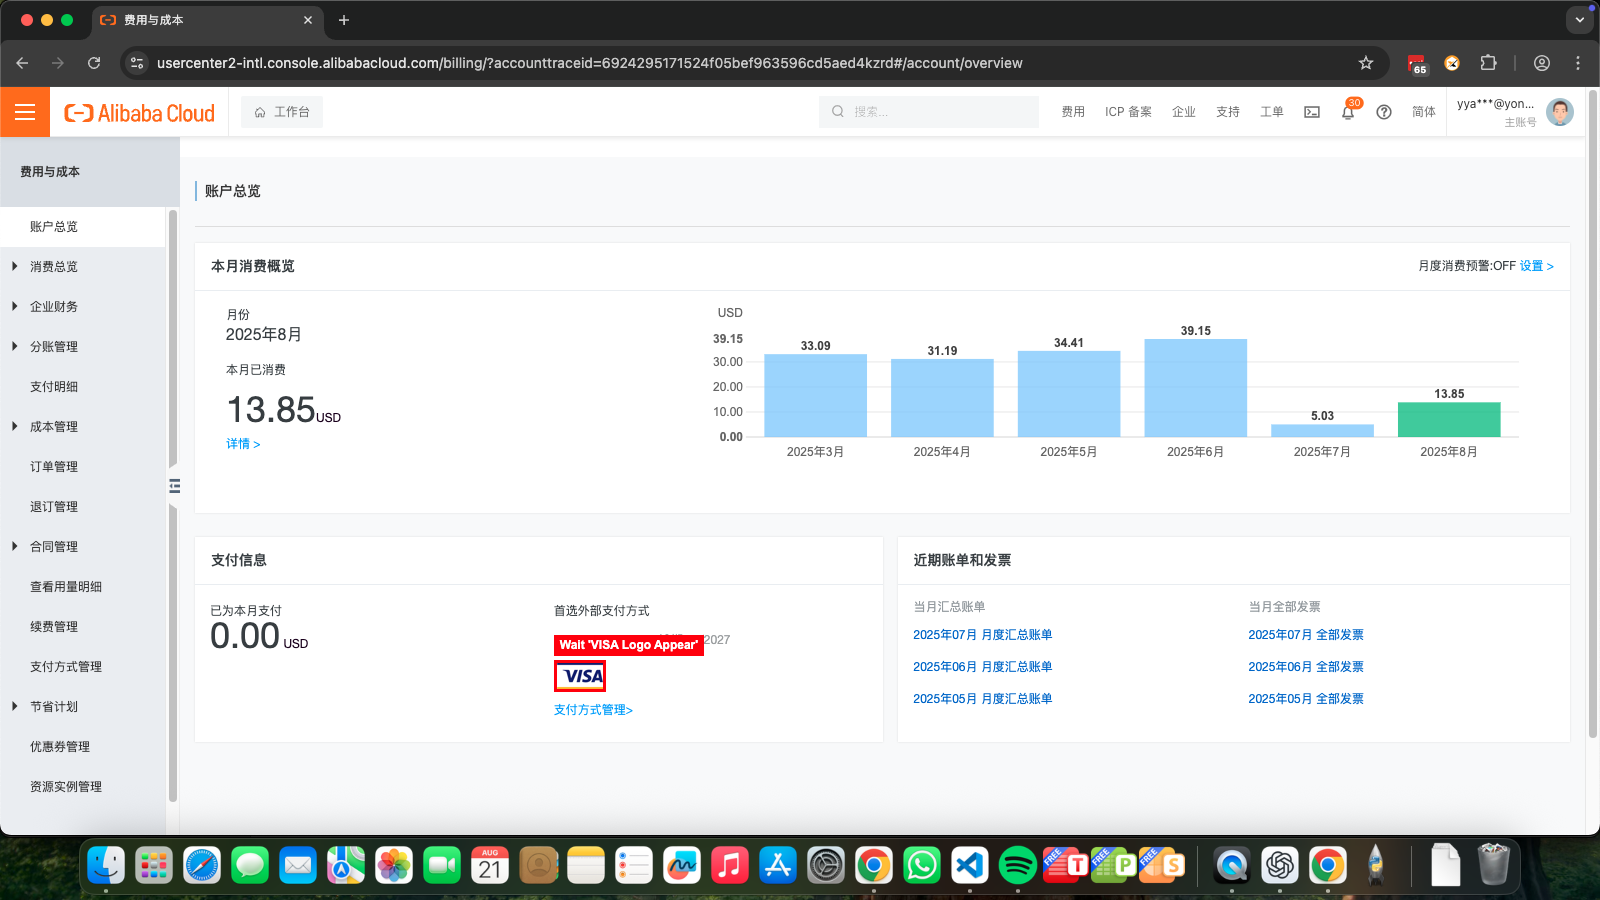 费用与成本
usercenter2-intl.console.alibabacloud.com/billing/?accounttraceid=6924295171524f05bef963596cd5aed4kzrd#/account/overview
65
Alibaba Cloud
工作台
搜索...
费用
ICP 备案
企业
支持
工单
30
简体
yya***@yon...
主账号
费用与成本
账户总览
消费总览
企业财务
分账管理
支付明细
成本管理
订单管理
退订管理
合同管理
查看用量明细
续费管理
支付方式管理
节省计划
优惠券管理
资源实例管理
账户总览
本月消费概览
月度消费预警:OFF 设置 >
月份
2025年8月
本月已消费
13.85USD
详情 >
USD
39.15
30.00
20.00
10.00
0.00
33.09
31.19
34.41
39.15
5.03
13.85
2025年3月
2025年4月
2025年5月
2025年6月
2025年7月
2025年8月
支付信息
已为本月支付
0.00 USD
首选外部支付方式
2027
Wait 'VISA Logo Appear'
VISA
支付方式管理>
近期账单和发票
当月汇总账单
2025年07月 月度汇总账单
2025年06月 月度汇总账单
2025年05月 月度汇总账单
当月全部发票
2025年07月 全部发票
2025年06月 全部发票
2025年05月 全部发票
AUG
21
FREE
T
FREE
P
FREE
S